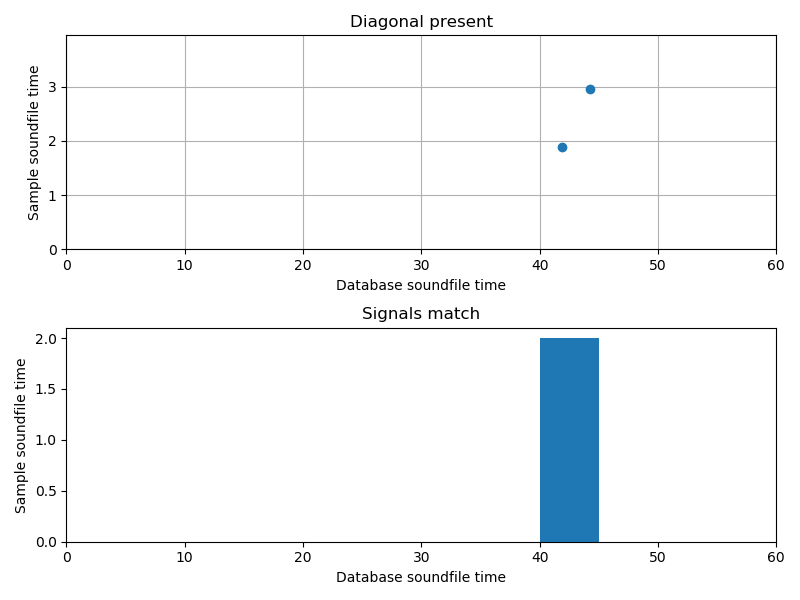 Diagonal present
3
2
1
0
Sample soundfile time
0 10 20 30 40 50 60
Database soundfile time
Signals match
2.0
1.5
1.0
0.5
0.0
Sample soundfile time
0 10 20 30 40 50 60
Database soundfile time